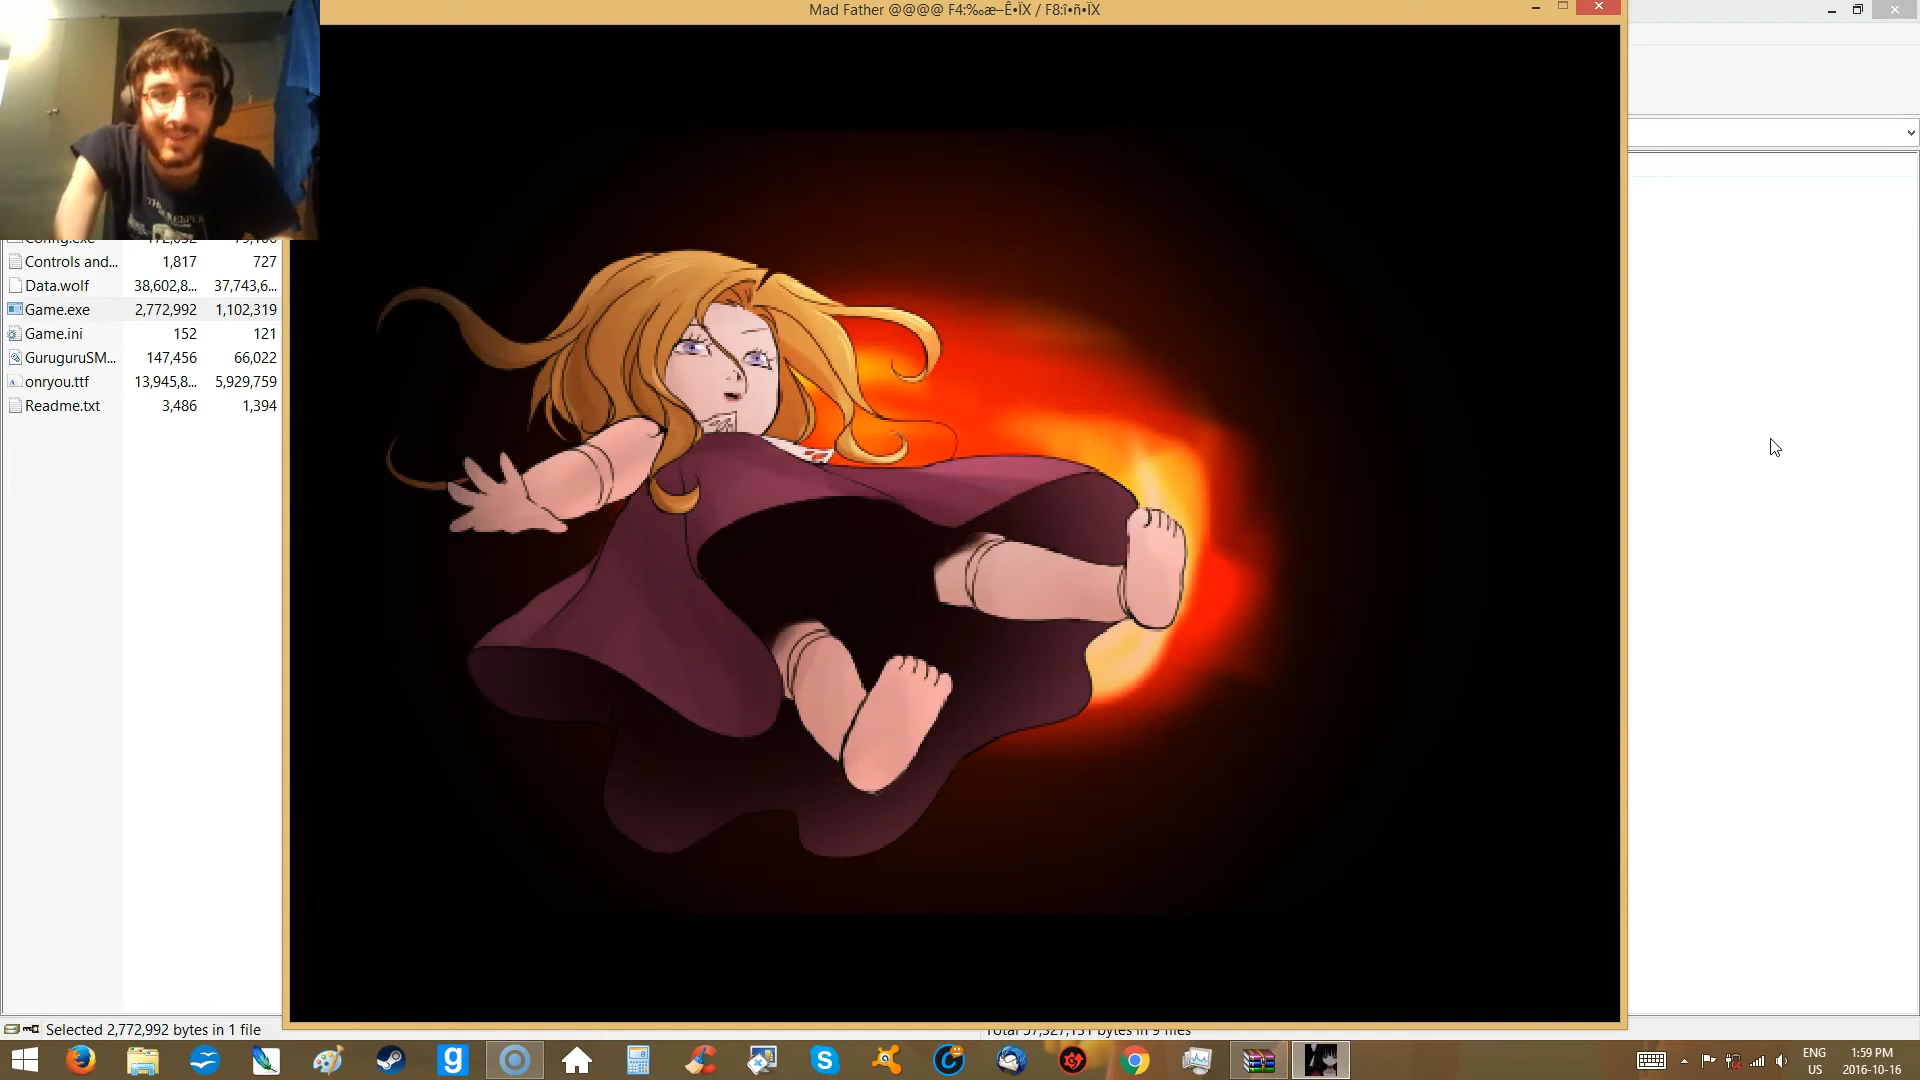 Mad Father @@@@ F4:‰æ–Ê•ÏX / F8:î•ñ•ÏX
Config.exe
Controls and... 1,817 727
Data.wolf 38,602,8... 37,743,6...
Game.exe 2,772,992 1,102,319
Game.ini 152 121
GuruguruSM... 147,456 66,022
onryou.ttf 13,945,8... 5,929,759
Readme.txt 3,486 1,394
Selected 2,772,992 bytes in 1 file
ENG
US
1:59 PM
2016-10-16